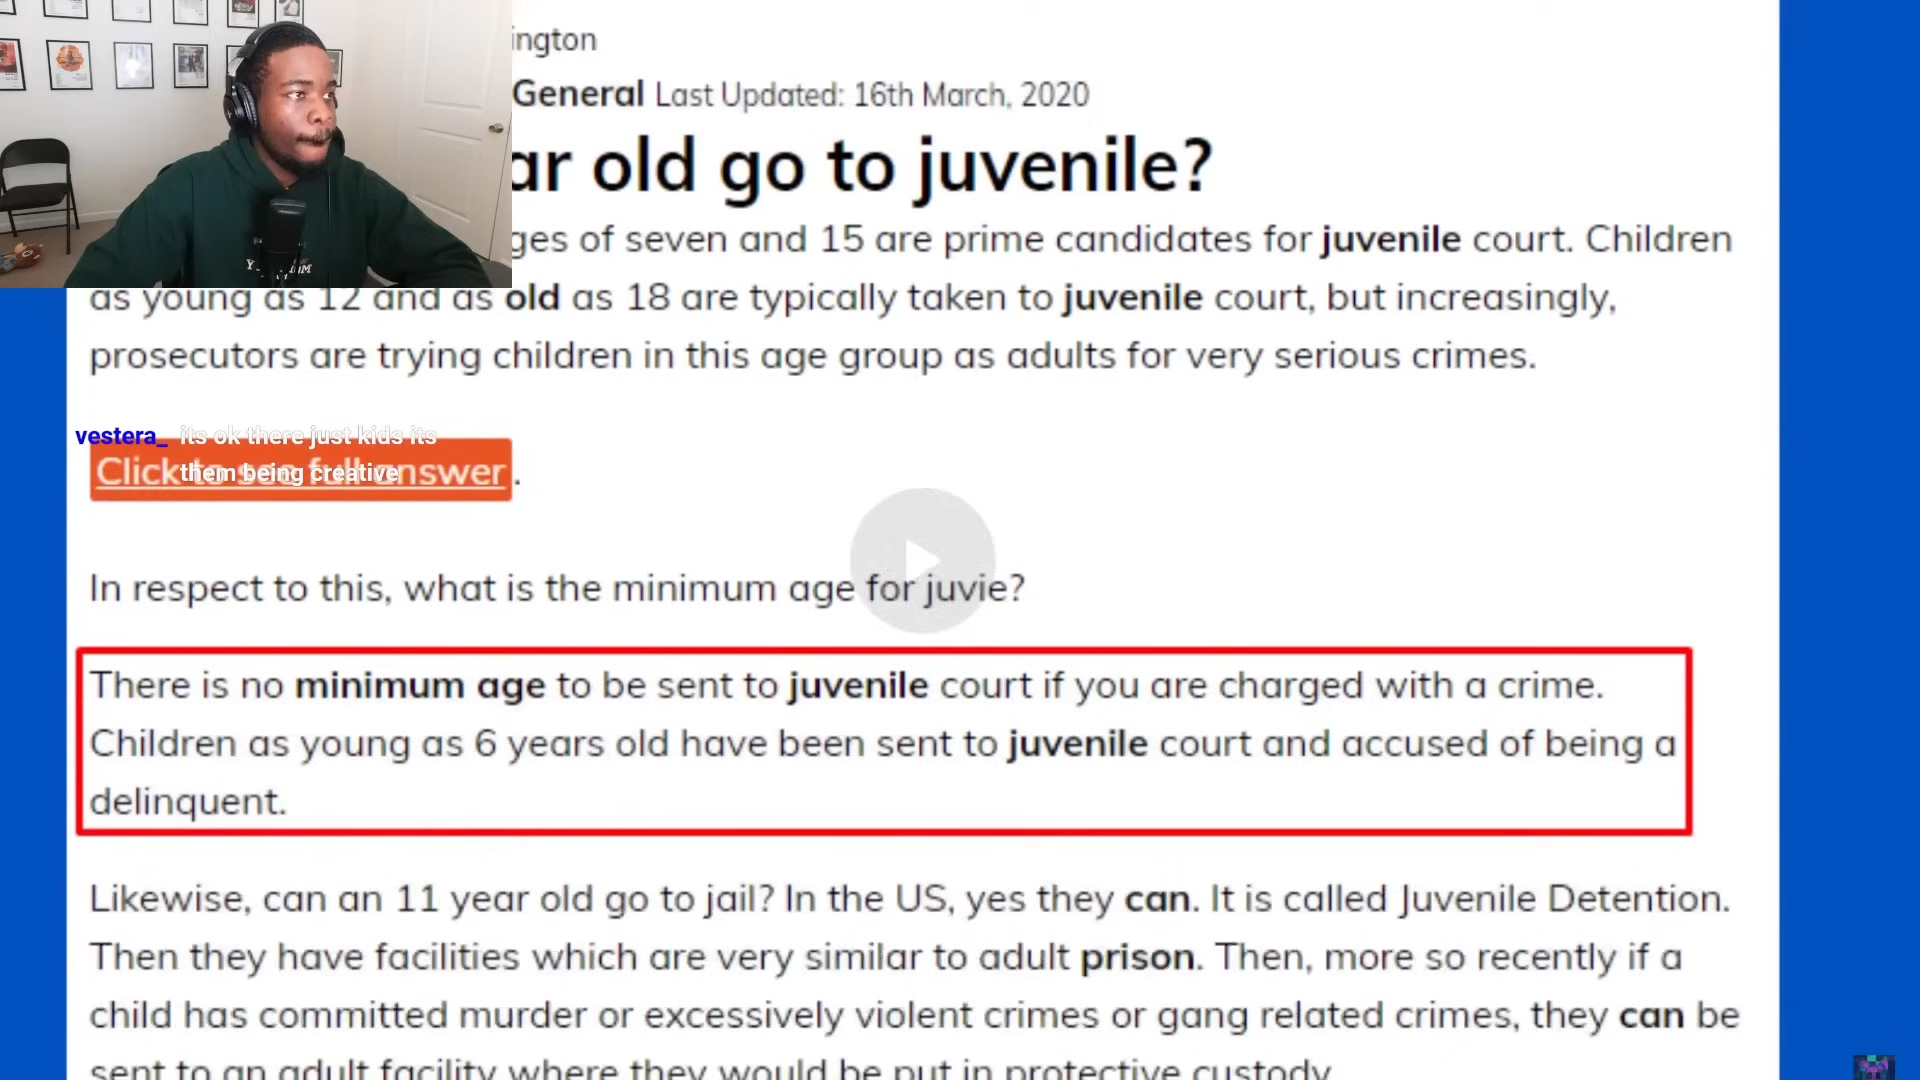 ington
General Last Updated: 16th March, 2020
ar old go to juvenile?
ges of seven and 15 are prime candidates for juvenile court. Children
as young as 12 and as old as 18 are typically taken to juvenile court, but increasingly,
prosecutors are trying children in this age group as adults for very serious crimes.
vestera_ its ok there just kids its
them being creative
Click to see full answer.
In respect to this, what is the minimum age for juvie?
There is no minimum age to be sent to juvenile court if you are charged with a crime.
Children as young as 6 years old have been sent to juvenile court and accused of being a
delinquent.
Likewise, can an 11 year old go to jail? In the US, yes they can. It is called Juvenile Detention.
Then they have facilities which are very similar to adult prison. Then, more so recently if a
child has committed murder or excessively violent crimes or gang related crimes, they can be
sent to an adult facility where they would be put in protective custody